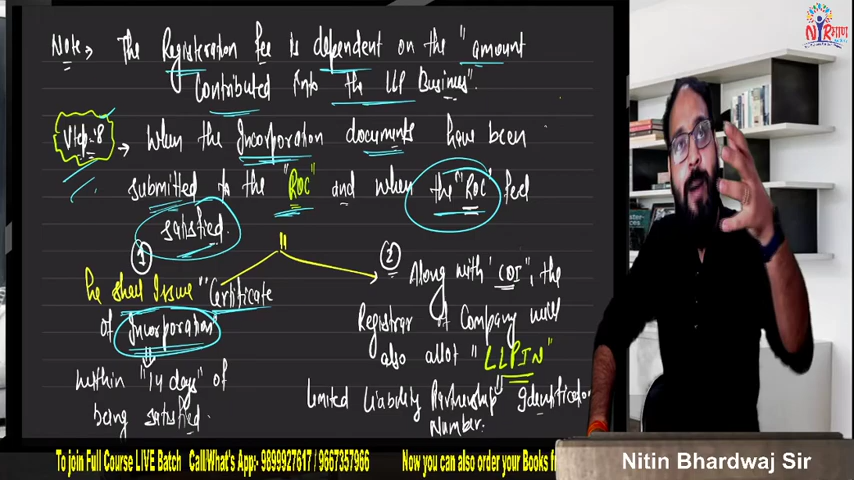 Note → The Registration fee is dependent on the "amount
Contributed into the LLP Business".
Step:8 → When the Incorporation documents have been
submitted to the "ROC" and when the "ROC" feel
satisfied.
①
he shall Issue "Certificate
of Incorporation"
within "14 days" of
being satisfied.
②
Along with "COI", the
Registrar of Company will
also allot "LLPIN"
Limited Liability Partnership Identification
Number.
To join Full Course LIVE Batch Call/What's App:- 9899927617 / 9667357966 Now you can also order your Books
Nitin Bhardwaj Sir